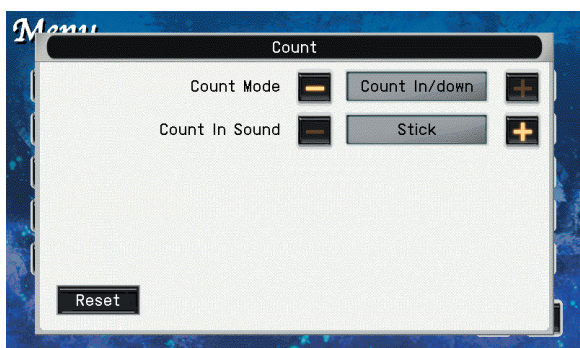 Menu
Count
Count Mode - Count In/down +
Count In Sound - Stick +
Reset